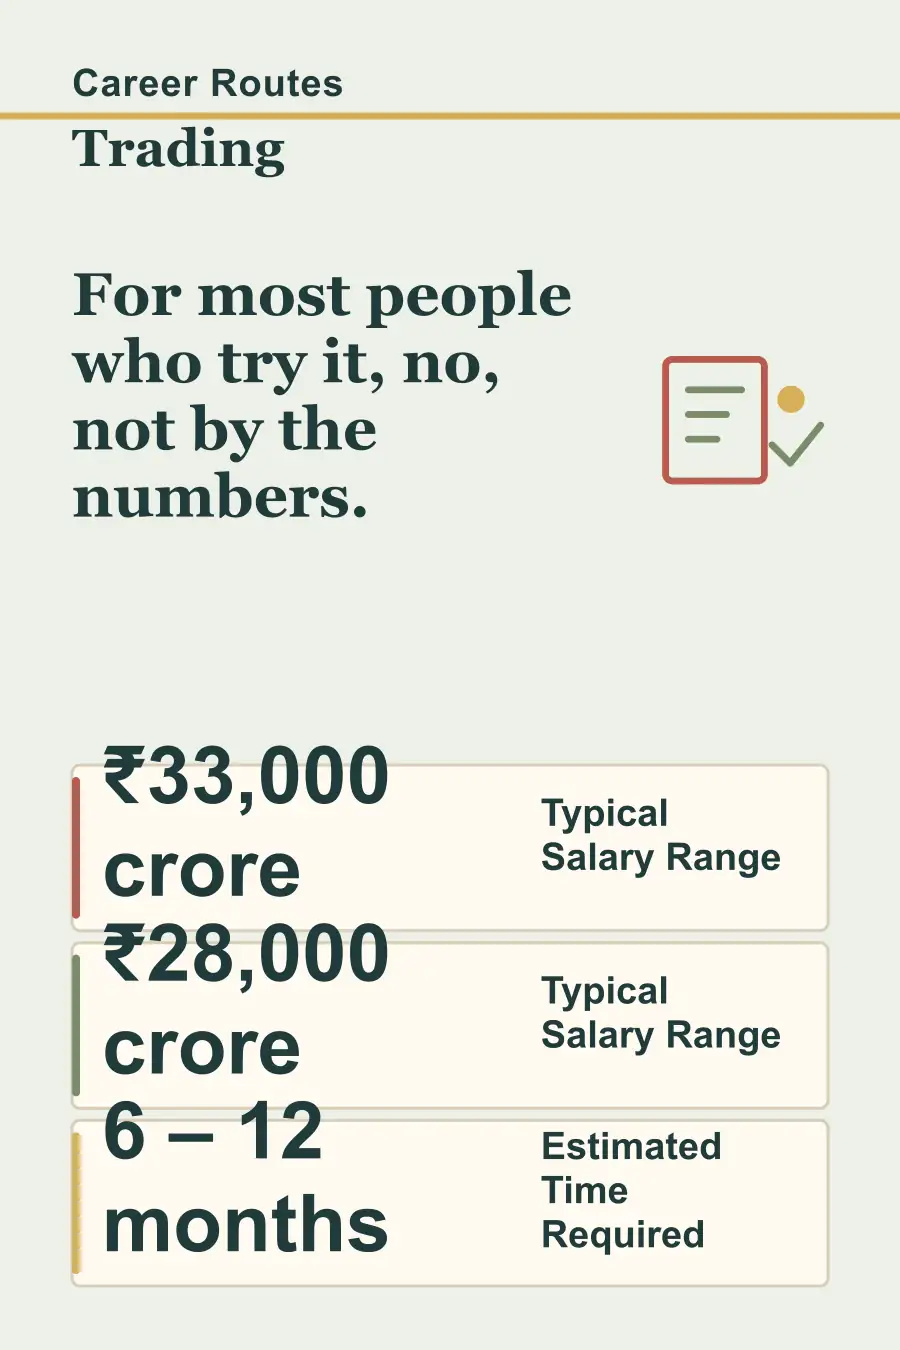 Career Routes
Trading
For most people
who try it, no,
not by the
numbers.
₹33,000
crore
Typical
Salary Range
₹28,000
crore
Typical
Salary Range
6 – 12
months
Estimated
Time
Required